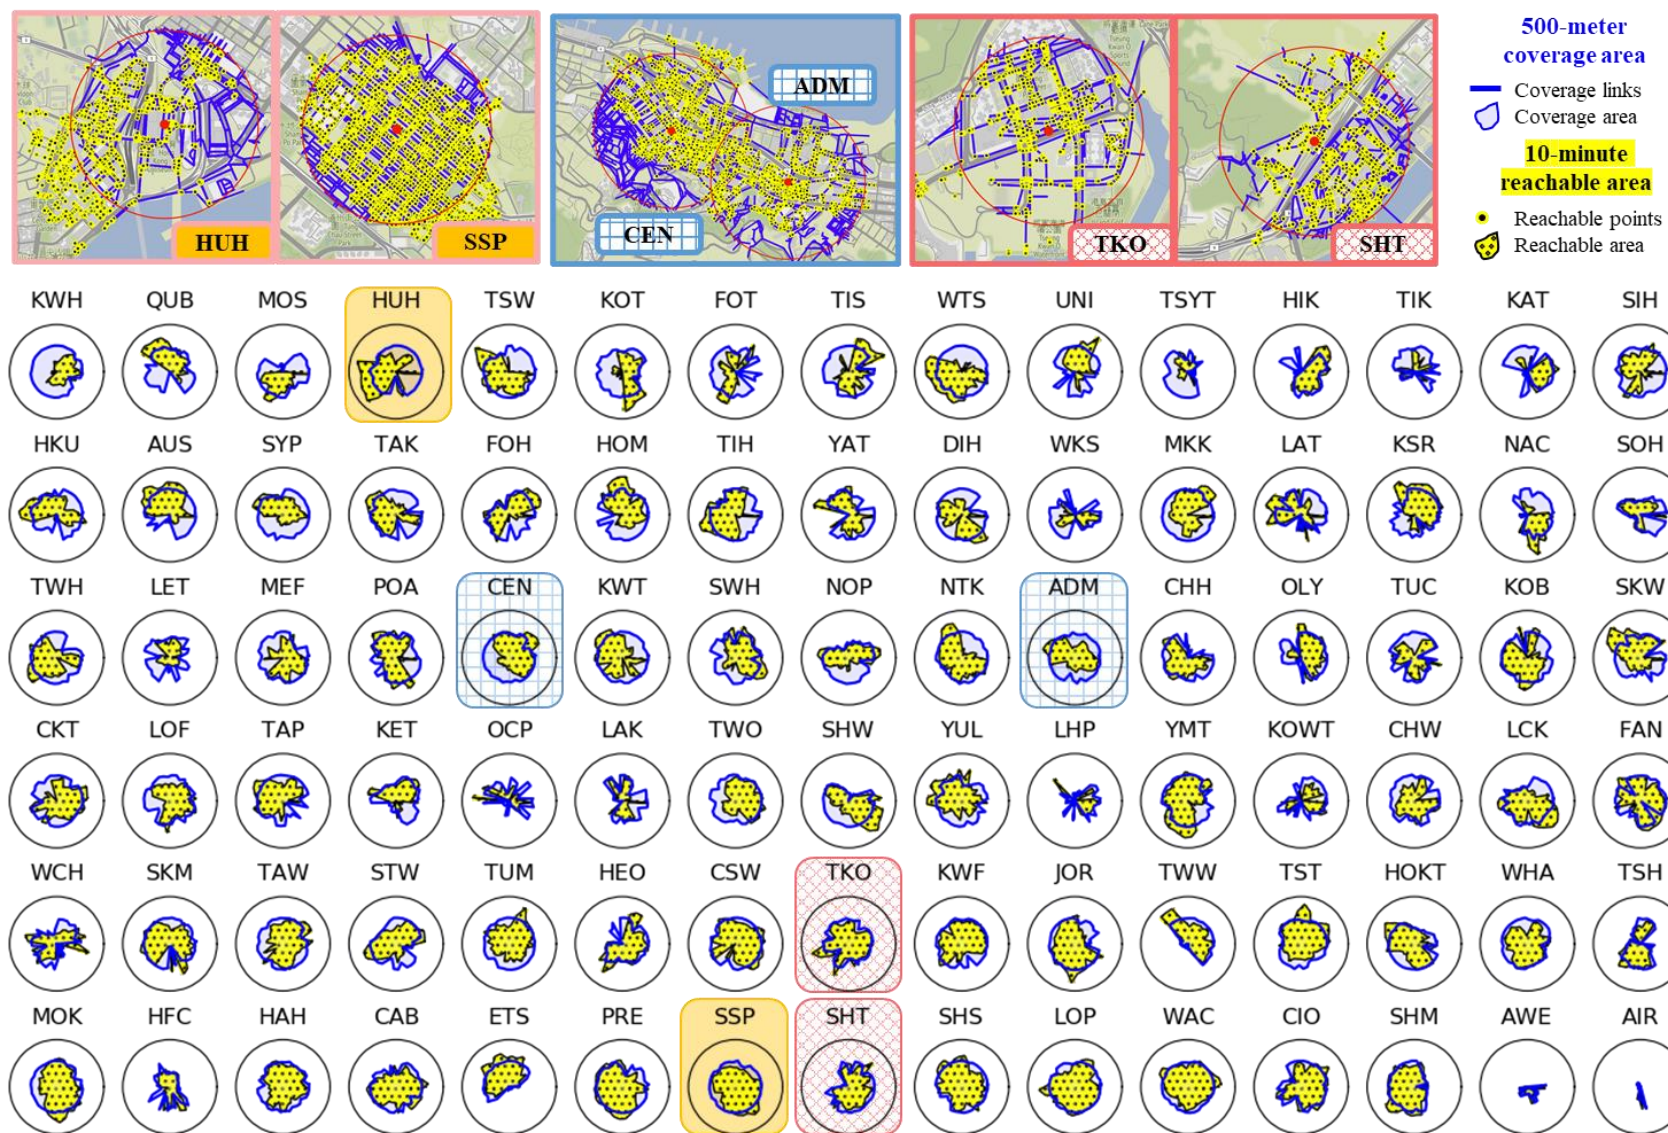 HUH
SSP
ADM
CEN
TKO
SHT
500-meter
coverage area
Coverage links
Coverage area
10-minute
reachable area
Reachable points
Reachable area
KWH QUB MOS HUH TSW KOT FOT TIS WTS UNI TSYT HIK TIK KAT SIH
HKU AUS SYP TAK FOH HOM TIH YAT DIH WKS MKK LAT KSR NAC SOH
TWH LET MEF POA CEN KWT SWH NOP NTK ADM CHH OLY TUC KOB SKW
CKT LOF TAP KET OCP LAK TWO SHW YUL LHP YMT KOWT CHW LCK FAN
WCH SKM TAW STW TUM HEO CSW TKO KWF JOR TWW TST HOKT WHA TSH
MOK HFC HAH CAB ETS PRE SSP SHT SHS LOP WAC CIO SHM AWE AIR